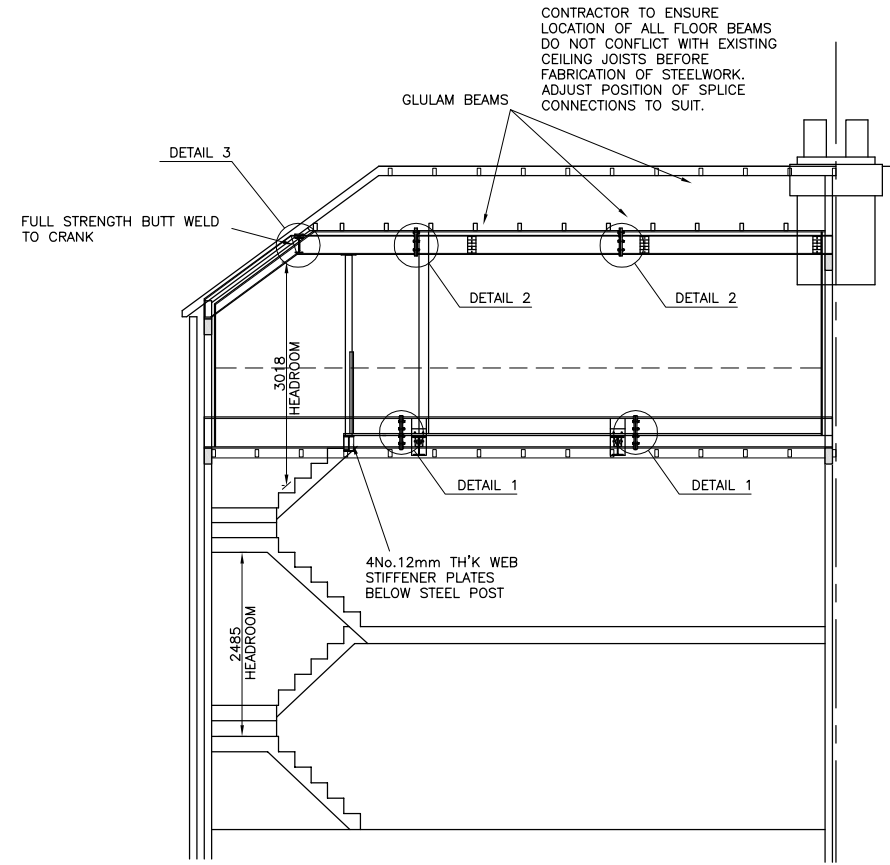 CONTRACTOR TO ENSURE
LOCATION OF ALL FLOOR BEAMS
DO NOT CONFLICT WITH EXISTING
CEILING JOISTS BEFORE
FABRICATION OF STEELWORK.
ADJUST POSITION OF SPLICE
CONNECTIONS TO SUIT.
GLULAM BEAMS
DETAIL 3
FULL STRENGTH BUTT WELD
TO CRANK
DETAIL 2
DETAIL 2
3018
HEADROOM
DETAIL 1
DETAIL 1
4No.12mm TH'K WEB
STIFFENER PLATES
BELOW STEEL POST
2485
HEADROOM